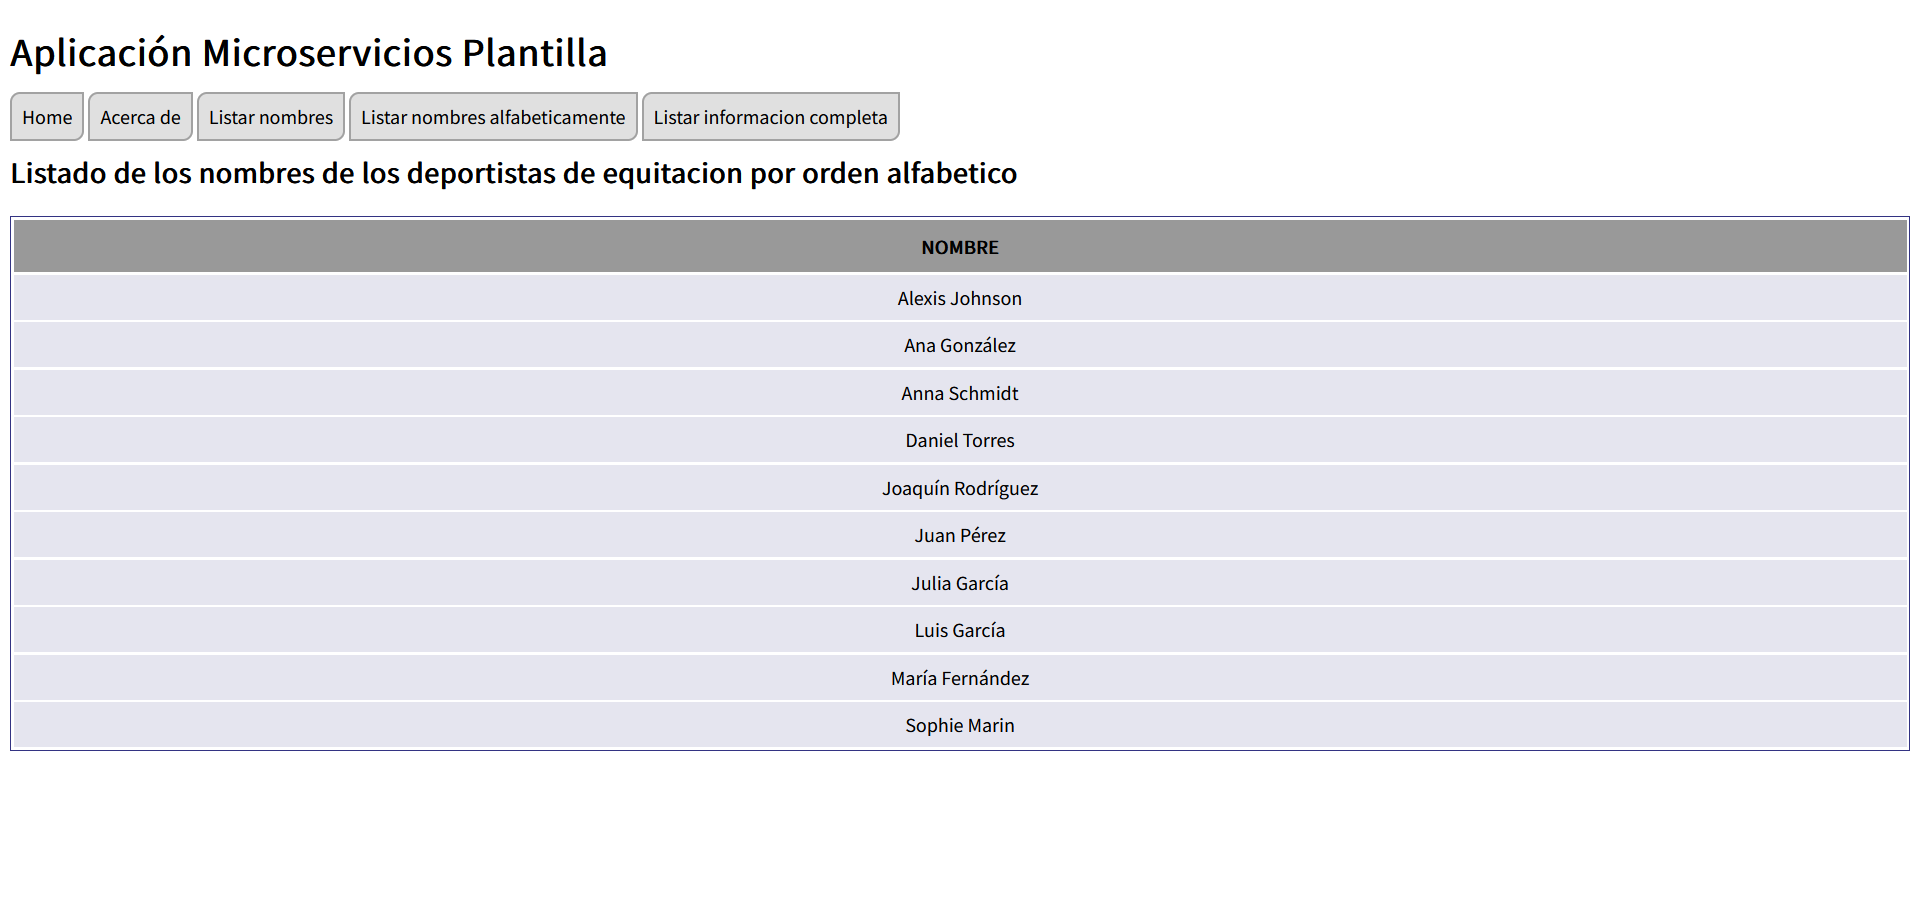 Aplicación Microservicios Plantilla
Home Acerca de Listar nombres Listar nombres alfabeticamente Listar informacion completa
Listado de los nombres de los deportistas de equitacion por orden alfabetico
NOMBRE
Alexis Johnson
Ana González
Anna Schmidt
Daniel Torres
Joaquín Rodríguez
Juan Pérez
Julia García
Luis García
María Fernández
Sophie Marin